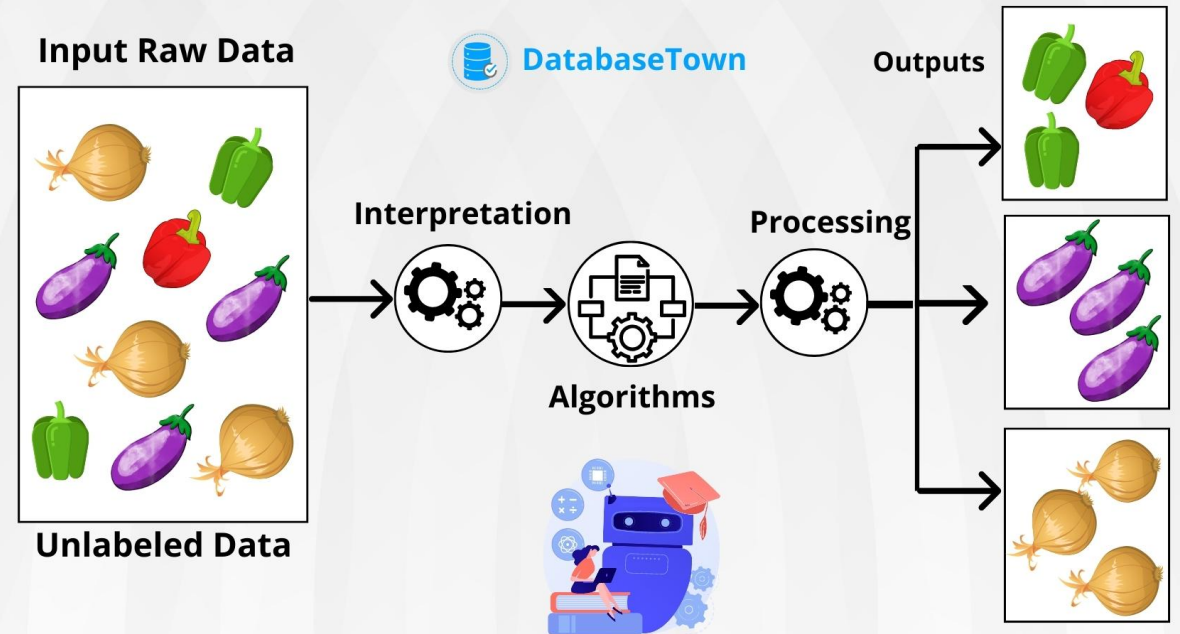 Input Raw Data
DatabaseTown
Outputs
Interpretation
Processing
Algorithms
Unlabeled Data